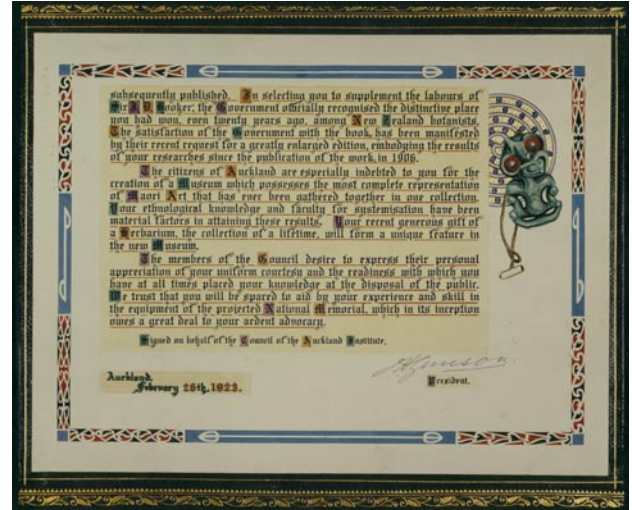 subsequently published. In selecting you to supplement the labours of
Sir J. D. Hooker, the Government officially recognised the distinctive place
you had won, even twenty years ago, among New Zealand botanists.
The satisfaction of the Government with the book, has been manifested
by their recent request for a greatly enlarged edition, embodying the results
of your researches since the publication of the work, in 1906.
The citizens of Auckland are especially indebted to you for the
creation of a Museum which possesses the most complete representation
of Maori Art that has ever been gathered together in one collection.
Your ethnological knowledge and faculty for systemisation have been
material factors in attaining these results. Your recent generous gift of
a Herbarium, the collection of a lifetime, will form a unique feature in
the new Museum.
The members of the Council desire to express their personal
appreciation of your uniform courtesy and the readiness with which you
have at all times placed your knowledge at the disposal of the public.
We trust that you will be spared to aid by your experience and skill in
the equipment of the projected National Memorial, which in its inception
owes a great deal to your ardent advocacy.
Signed on behalf of the Council of the Auckland Institute,
Gunson
Auckland,
February 26th, 1923.
President.